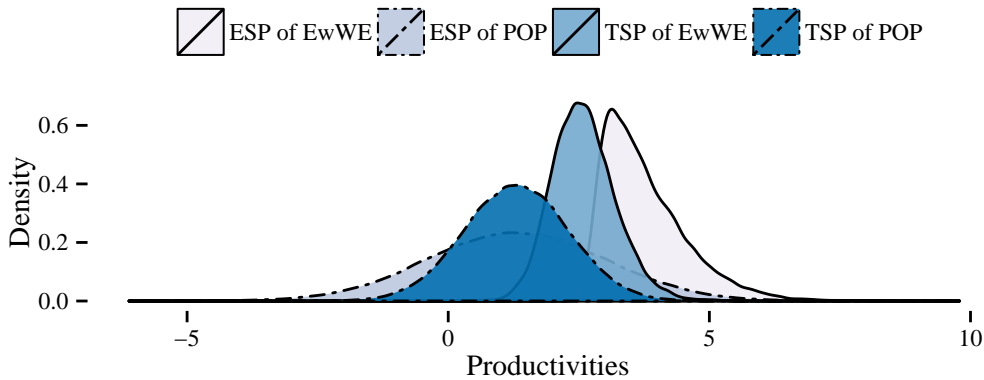 ESP of EwWE ESP of POP TSP of EwWE TSP of POP
Density
0.6
0.4
0.2
0.0
−5 0 5 10
Productivities